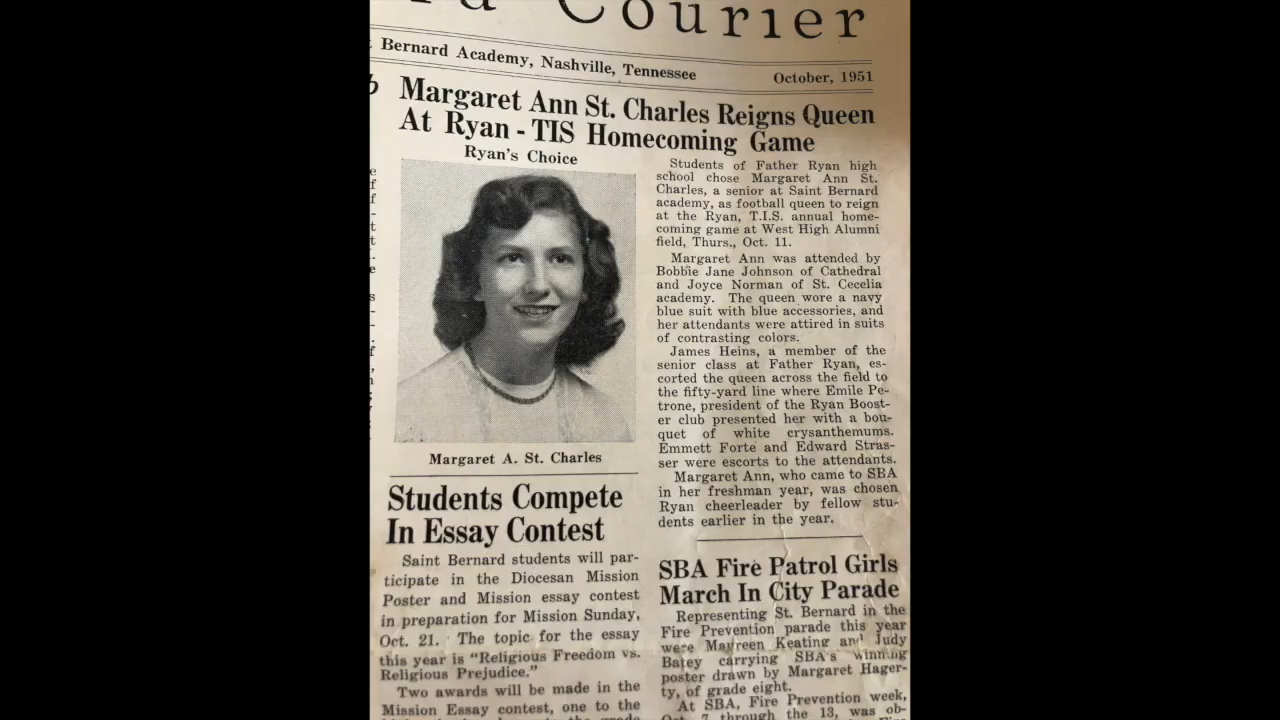 Courier
Bernard Academy, Nashville, Tennessee
October, 1951
Margaret Ann St. Charles Reigns Queen
At Ryan - TIS Homecoming Game
Ryan's Choice
Margaret A. St. Charles
Students of Father Ryan high
school chose Margaret Ann St.
Charles, a senior at Saint Bernard
academy, as football queen to reign
at the Ryan, T.I.S. annual home-
coming game at West High Alumni
field, Thurs., Oct. 11.
Margaret Ann was attended by
Bobbie Jane Johnson of Cathedral
and Joyce Norman of St. Cecelia
academy. The queen wore a navy
blue suit with blue accessories, and
her attendants were attired in suits
of contrasting colors.
James Heins, a member of the
senior class at Father Ryan, es-
corted the queen across the field to
the fifty-yard line where Emile Pe-
trone, president of the Ryan Boost-
er club presented her with a bou-
quet of white crysanthemums.
Emmett Forte and Edward Stras-
ser were escorts to the attendants.
Margaret Ann, who came to SBA
in her freshman year, was chosen
Ryan cheerleader by fellow stu-
dents earlier in the year.
Students Compete
In Essay Contest
Saint Bernard students will par-
ticipate in the Diocesan Mission
Poster and Mission essay contest
in preparation for Mission Sunday,
Oct. 21. The topic for the essay
this year is "Religious Freedom vs.
Religious Prejudice."
Two awards will be made in the
Mission Essay contest, one to the
SBA Fire Patrol Girls
March In City Parade
Representing St. Bernard in the
Fire Prevention parade this year
were Maureen Keating and Judy
Batey carrying SBA's winning
poster drawn by Margaret Hager-
ty, of grade eight.
At SBA, Fire Prevention week,
Oct. 7 through the 13, was ob-